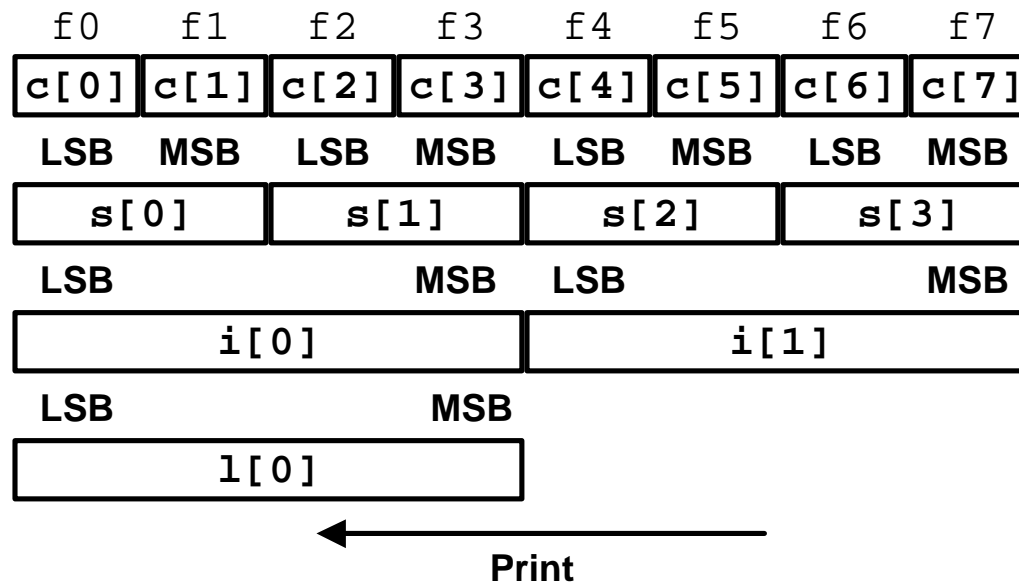 f0 f1 f2 f3 f4 f5 f6 f7
c[0] c[1] c[2] c[3] c[4] c[5] c[6] c[7]
LSB MSB LSB MSB LSB MSB LSB MSB
s[0] s[1] s[2] s[3]
LSB MSB LSB MSB
i[0] i[1]
LSB MSB
l[0]
Print